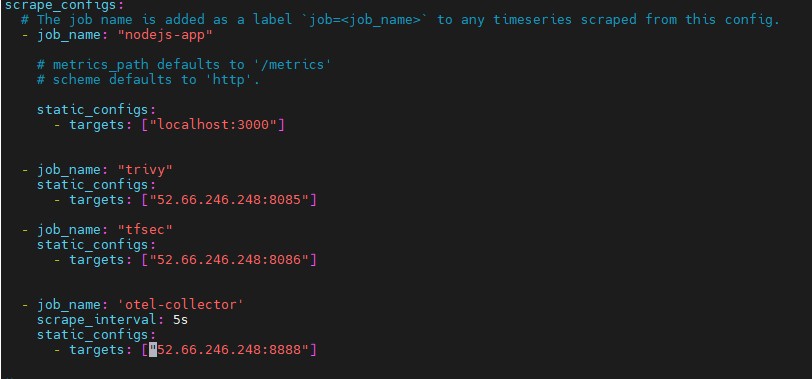 scrape_configs:
  # The job name is added as a label `job=<job_name>` to any timeseries scraped from this config.
  - job_name: "nodejs-app"
    # metrics_path defaults to '/metrics'
    # scheme defaults to 'http'.
    static_configs:
      - targets: ["localhost:3000"]
  - job_name: "trivy"
    static_configs:
      - targets: ["52.66.246.248:8085"]
  - job_name: "tfsec"
    static_configs:
      - targets: ["52.66.246.248:8086"]
  - job_name: 'otel-collector'
    scrape_interval: 5s
    static_configs:
      - targets: ["52.66.246.248:8888"]